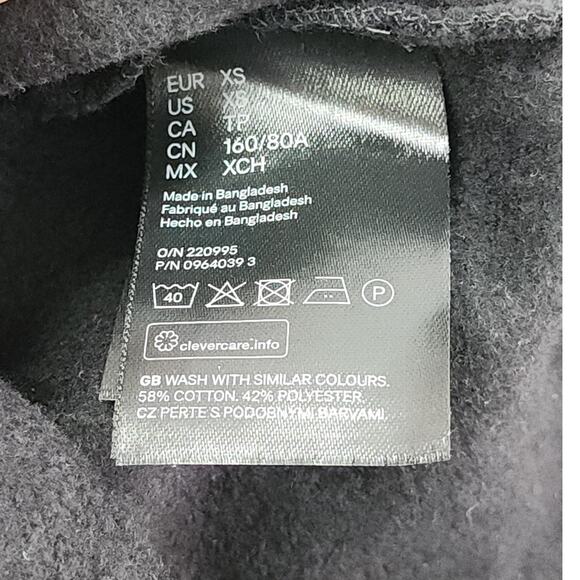 EUR XS
US XS
CA TP
CN 160/80A
MX XCH
Made in Bangladesh
Fabriqué au Bangladesh
Hecho en Bangladesh
O/N 220995
P/N 0964039 3
40 P
clevercare.info
GB WASH WITH SIMILAR COLOURS.
58% COTTON. 42% POLYESTER.
CZ PERTE S PODOBNÝMI BARVAMI.